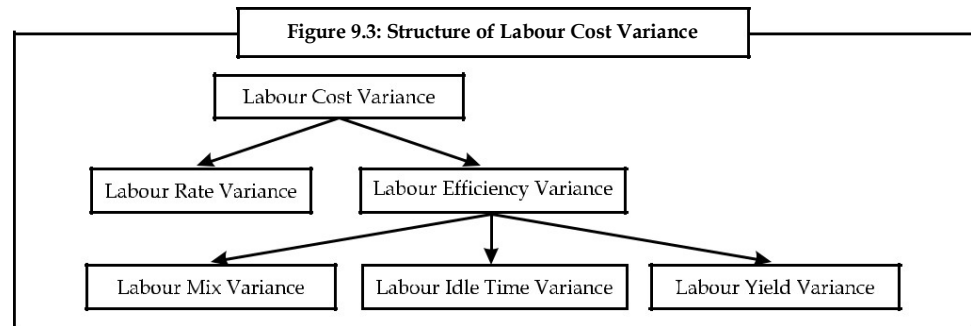 Figure 9.3: Structure of Labour Cost Variance
Labour Cost Variance
Labour Rate Variance
Labour Efficiency Variance
Labour Mix Variance
Labour Idle Time Variance
Labour Yield Variance